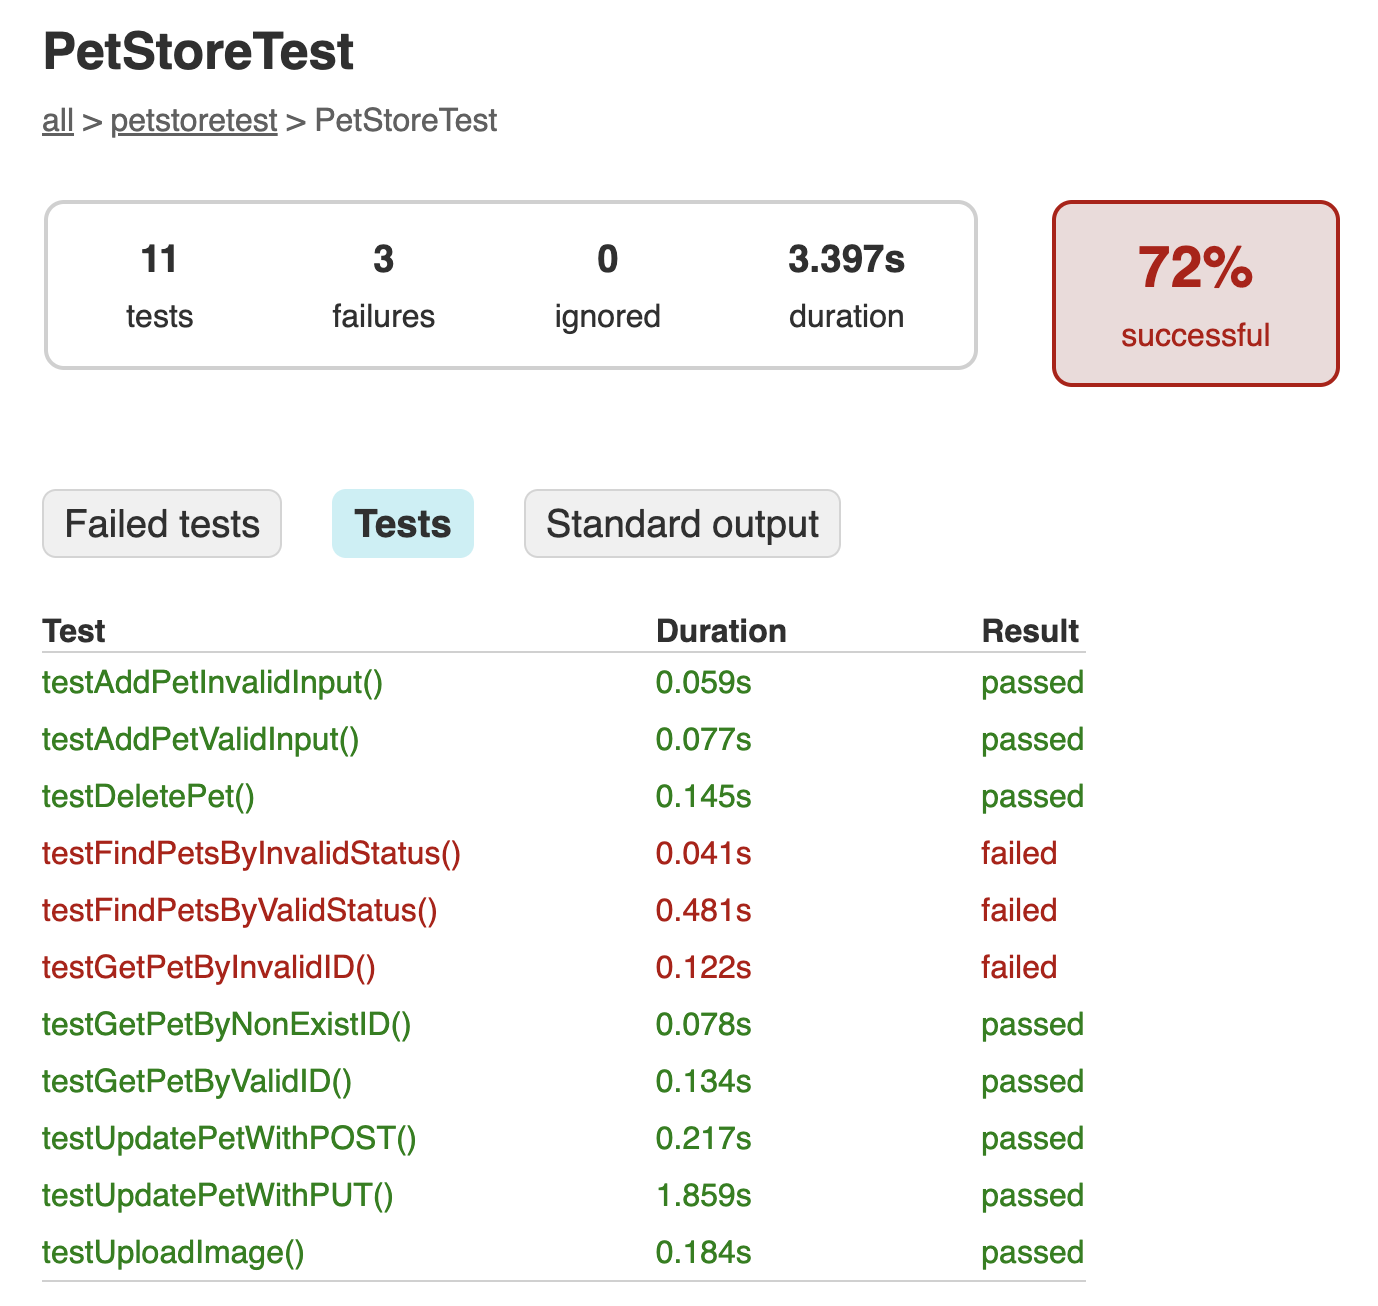 PetStoreTest
all > petstoretest > PetStoreTest
11 3 0 3.397s
tests failures ignored duration
72%
successful
Failed tests Tests Standard output
Test Duration Result
testAddPetInvalidInput() 0.059s passed
testAddPetValidInput() 0.077s passed
testDeletePet() 0.145s passed
testFindPetsByInvalidStatus() 0.041s failed
testFindPetsByValidStatus() 0.481s failed
testGetPetByInvalidID() 0.122s failed
testGetPetByNonExistID() 0.078s passed
testGetPetByValidID() 0.134s passed
testUpdatePetWithPOST() 0.217s passed
testUpdatePetWithPUT() 1.859s passed
testUploadImage() 0.184s passed